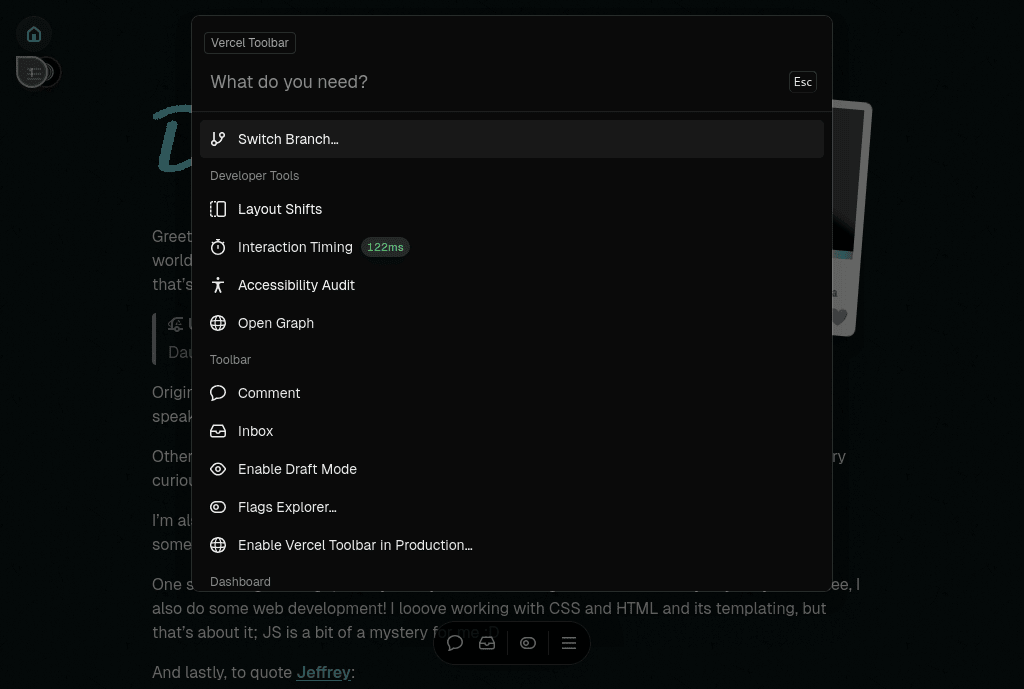 Vercel Toolbar
What do you need?
Esc
Switch Branch...
Developer Tools
Layout Shifts
Interaction Timing 122ms
Accessibility Audit
Open Graph
Toolbar
Comment
Inbox
Enable Draft Mode
Flags Explorer...
Enable Vercel Toolbar in Production...
Dashboard
D
Greet
world
that's
U
Dau
Origin
speak
Other
ry
curiou
I'm al
some
One s
ee, I
also do some web development! I looove working with CSS and HTML and its templating, but
that's about it; JS is a bit of a mystery for me :D
And lastly, to quote Jeffrey: